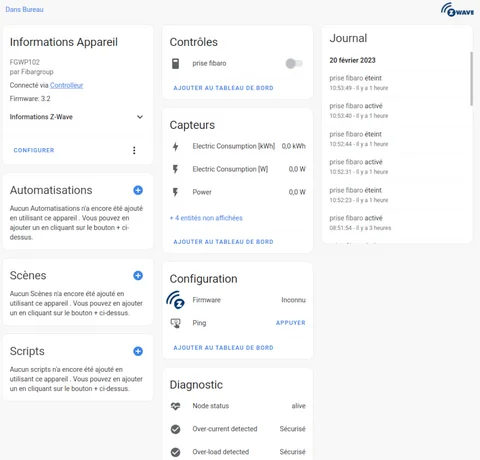 Dans Bureau
Z WAVE
Informations Appareil
FGWP102
par Fibargroup
Connecté via Controlleur
Firmware: 3.2
Informations Z-Wave
CONFIGURER
Automatisations
Aucun Automatisations n'a encore été ajouté
en utilisant ce appareil . Vous pouvez en
ajouter un en cliquant sur le bouton + ci-
dessus.
Scènes
Aucun Scènes n'a encore été ajouté en
utilisant ce appareil . Vous pouvez en ajouter
un en cliquant sur le bouton + ci-dessus.
Scripts
Aucun scripts n'a encore été ajouté en
utilisant ce appareil . Vous pouvez en ajouter
un en cliquant sur le bouton + ci-dessus.
Contrôles
prise fibaro
AJOUTER AU TABLEAU DE BORD
Capteurs
Electric Consumption [kWh] 0,0 kWh
Electric Consumption [W] 0,0 W
Power 0,0 W
+ 4 entités non affichées
AJOUTER AU TABLEAU DE BORD
Configuration
Firmware Inconnu
Ping APPUYER
AJOUTER AU TABLEAU DE BORD
Diagnostic
Node status alive
Over-current detected Sécurisé
Over-load detected Sécurisé
Journal
20 février 2023
prise fibaro éteint
10:53:49 - il y a 1 heure
prise fibaro activé
10:53:40 - il y a 1 heure
prise fibaro éteint
10:52:44 - il y a 1 heure
prise fibaro activé
10:52:31 - il y a 1 heure
prise fibaro éteint
10:52:23 - il y a 1 heure
prise fibaro activé
08:51:54 - il y a 3 heures